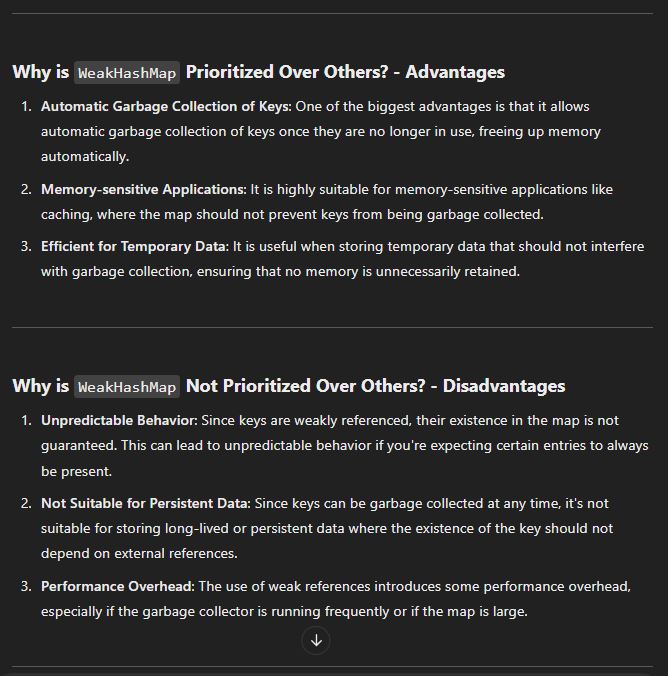 Why is WeakHashMap Prioritized Over Others? - Advantages
1. Automatic Garbage Collection of Keys: One of the biggest advantages is that it allows
automatic garbage collection of keys once they are no longer in use, freeing up memory
automatically.
2. Memory-sensitive Applications: It is highly suitable for memory-sensitive applications like
caching, where the map should not prevent keys from being garbage collected.
3. Efficient for Temporary Data: It is useful when storing temporary data that should not interfere
with garbage collection, ensuring that no memory is unnecessarily retained.
Why is WeakHashMap Not Prioritized Over Others? - Disadvantages
1. Unpredictable Behavior: Since keys are weakly referenced, their existence in the map is not
guaranteed. This can lead to unpredictable behavior if you're expecting certain entries to always
be present.
2. Not Suitable for Persistent Data: Since keys can be garbage collected at any time, it's not
suitable for storing long-lived or persistent data where the existence of the key should not
depend on external references.
3. Performance Overhead: The use of weak references introduces some performance overhead,
especially if the garbage collector is running frequently or if the map is large.